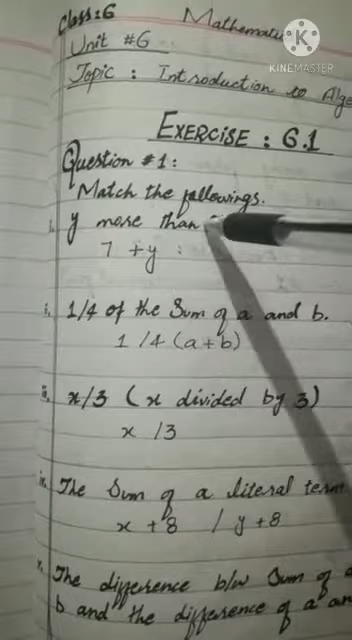 Class:6 Mathemati
Unit #6
KINEMASTER
Topic : Introduction to Alge
EXERCISE : 6.1
Question #1:
Match the followings.
i. y more than
7 + y :
i. 1/4 of the Sum of a and b.
1 /4 (a + b)
x/3 ( x divided by 3)
x /3
iv. The Sum of a literal term
x + 8 / y + 8
v. The difference b/w Sum of a
b and the difference of a an